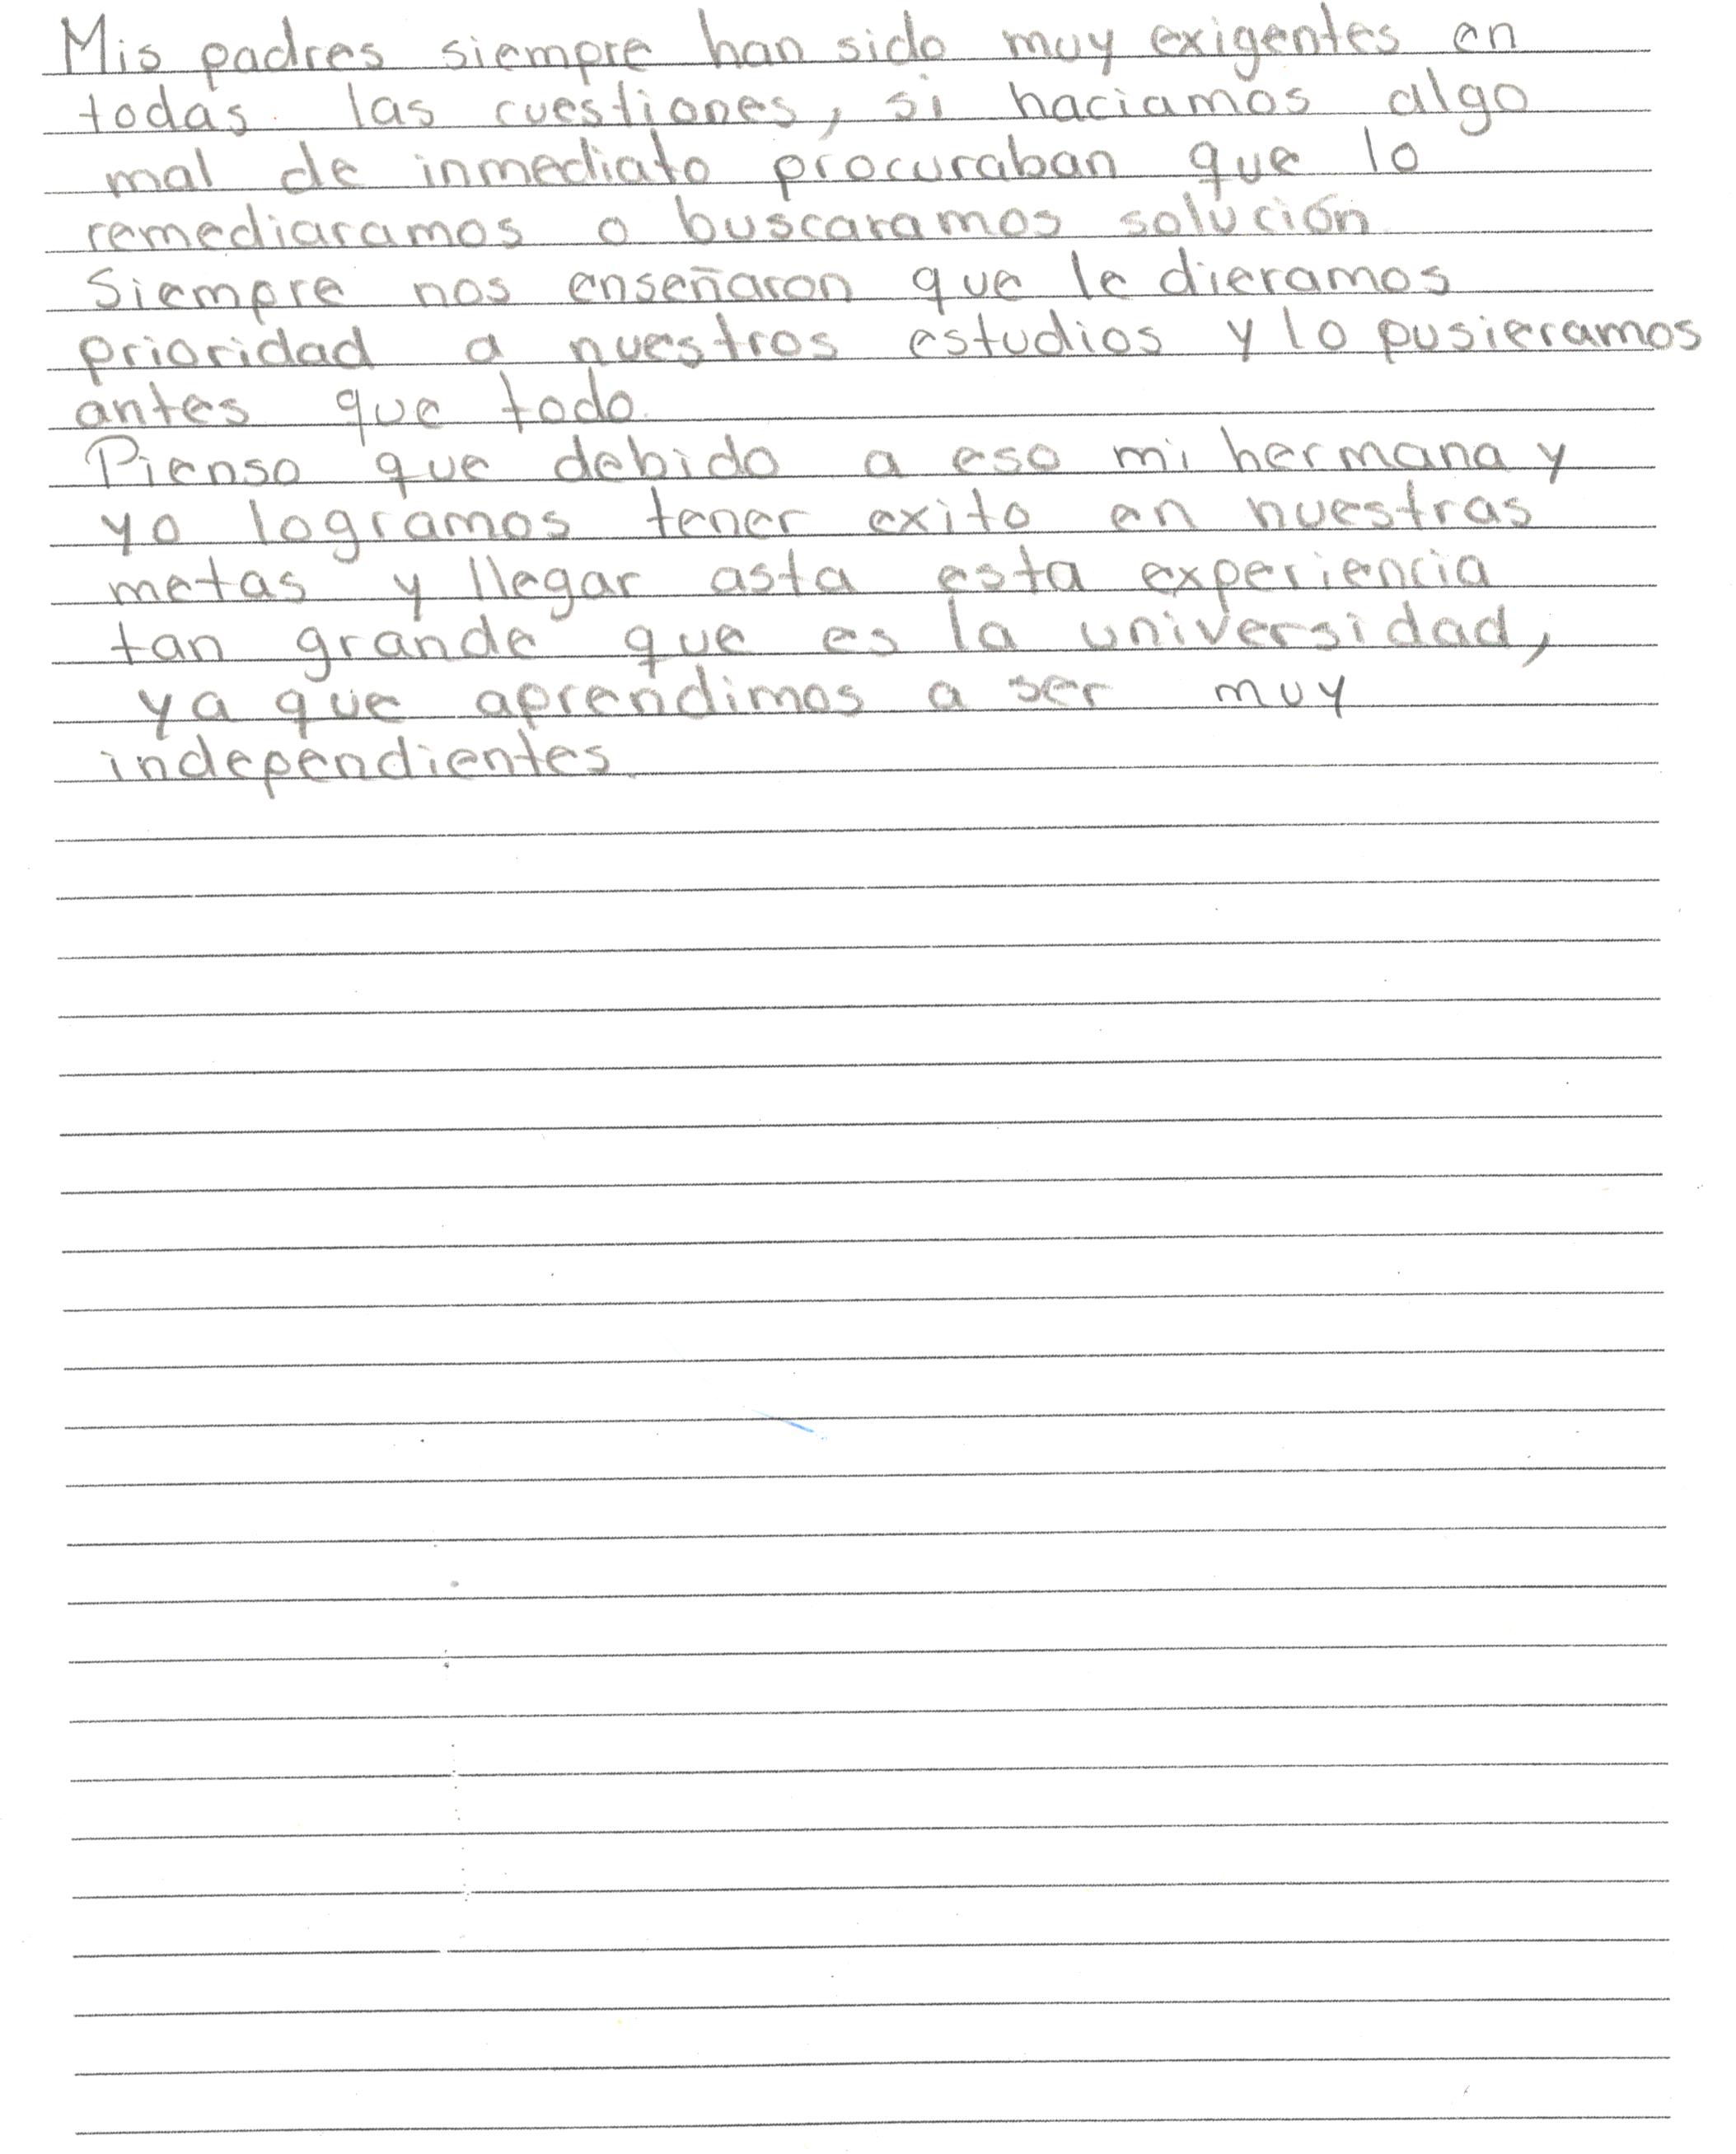 Mis padres siempre han sido muy exigentes en
todas las cuestiones, si haciamos algo
mal de inmediato procuraban que lo
remediaramos o buscaramos solución.
Siempre nos enseñaron que le dieramos
prioridad a nuestros estudios y lo pusieramos
antes que todo.
Pienso que debido a eso mi hermana y
yo logramos tener exito en nuestras
metas y llegar asta esta experiencia
tan grande que es la universidad,
ya que aprendimos a ser muy
independientes.